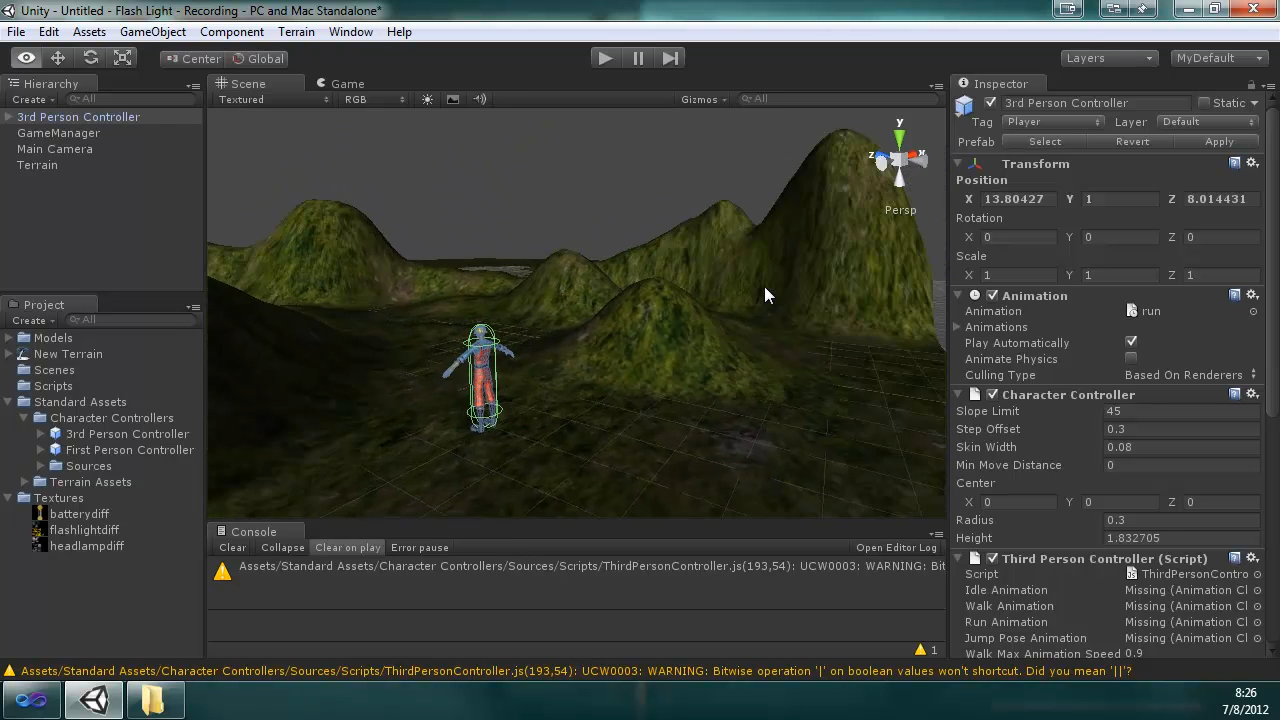 Unity - Untitled - Flash Light - Recording - PC and Mac Standalone*
File Edit Assets GameObject Component Terrain Window Help
Center Global Layers MyDefault
Hierarchy
Create All
3rd Person Controller
GameManager
Main Camera
Terrain
Project
Create All
Models
New Terrain
Scenes
Scripts
Standard Assets
Character Controllers
3rd Person Controller
First Person Controller
Sources
Terrain Assets
Textures
batterydiff
flashlightdiff
headlampdiff
Scene Game
Textured RGB Gizmos All
y
z x
Persp
Console
Clear Collapse Clear on play Error pause Open Editor Log
Assets/Standard Assets/Character Controllers/Sources/Scripts/ThirdPersonController.js(193,54): UCW0003: WARNING: Bit
1
Inspector
3rd Person Controller Static
Tag Player Layer Default
Prefab Select Revert Apply
Transform
Position
X 13.80427 Y 1 Z 8.014431
Rotation
X 0 Y 0 Z 0
Scale
X 1 Y 1 Z 1
Animation
Animation run
Animations
Play Automatically
Animate Physics
Culling Type Based On Renderers
Character Controller
Slope Limit 45
Step Offset 0.3
Skin Width 0.08
Min Move Distance 0
Center
X 0 Y 0 Z 0
Radius 0.3
Height 1.832705
Third Person Controller (Script)
Script ThirdPersonContro
Idle Animation Missing (Animation Cl
Walk Animation Missing (Animation Cl
Run Animation Missing (Animation Cl
Jump Pose Animation Missing (Animation Cl
Walk Max Animation Speed 0.9
Assets/Standard Assets/Character Controllers/Sources/Scripts/ThirdPersonController.js(193,54): UCW0003: WARNING: Bitwise operation '|' on boolean values won't shortcut. Did you mean '||'?
8:26
7/8/2012